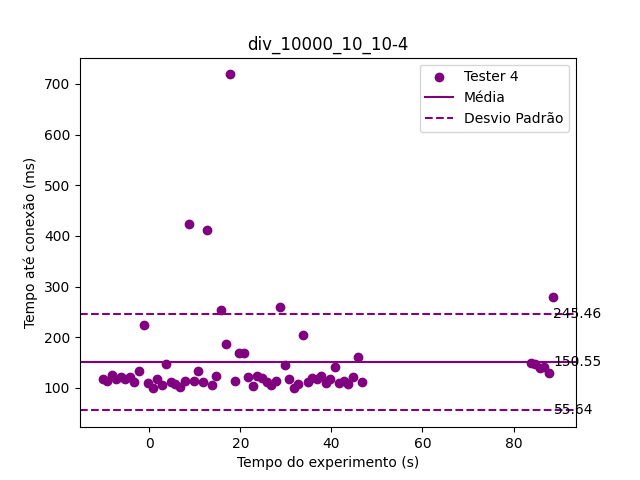 div_10000_10_10-4
Tester 4
Média
Desvio Padrão
Tempo até conexão (ms)
700
600
500
400
300
200
100
245.46
150.55
55.64
0
20
40
60
80
Tempo do experimento (s)